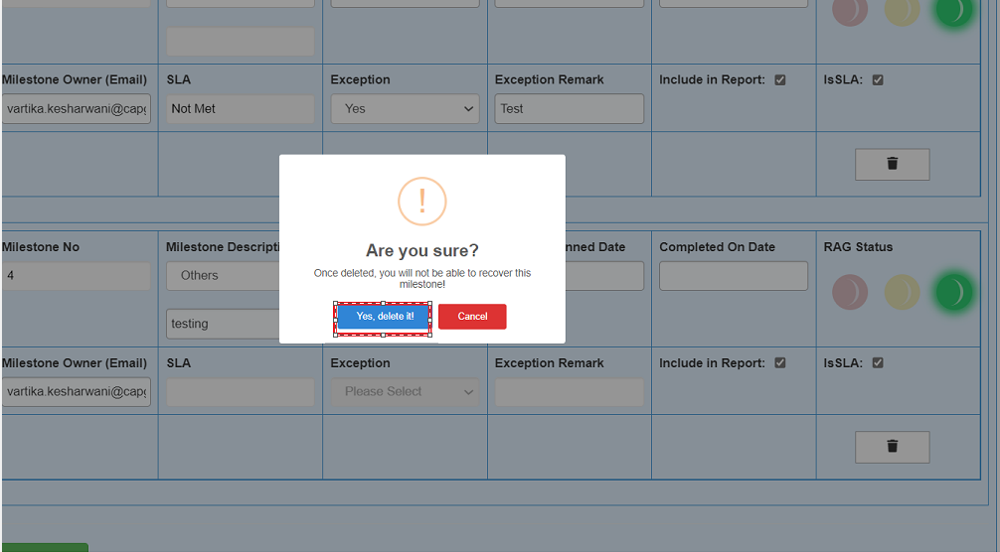 Milestone Owner (Email) SLA Exception Exception Remark Include in Report: IsSLA:
vartika.kesharwani@capg Not Met Yes Test
Milestone No Milestone Descripti nned Date Completed On Date RAG Status
4 Others
testing
Are you sure?
Once deleted, you will not be able to recover this
milestone!
Yes, delete it! Cancel
Milestone Owner (Email) SLA Exception Exception Remark Include in Report: IsSLA:
vartika.kesharwani@capg Please Select